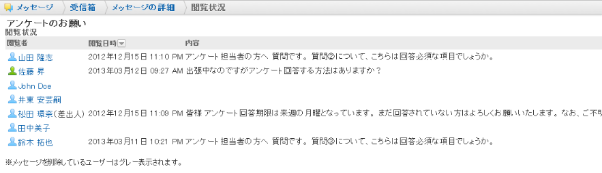 メッセージ 受信箱 メッセージの詳細 閲覧状況
アンケートのお願い
閲覧状況
閲覧者 閲覧日時 内容
山田 隆志 2012年12月15日 11:10 PM アンケート担当者の方へ 質問です。 質問②について、こちらは回答必須な項目でしょうか。
佐藤 昇 2013年03月12日 09:27 AM 出張中なのですがアンケート回答する方法はありますか？
John Doe
井東 安芸嗣
松田 環奈(差出人) 2012年12月15日 11:09 PM 皆様 アンケート回答期限は来週の月曜となっています。 まだ回答されていない方はよろしくお願いいたします。 なお、ご不明
田中美子
鈴木 拓也 2013年03月11日 10:21 PM アンケート担当者の方へ 質問です。 質問②について、こちらは回答必須な項目でしょうか。
※メッセージを削除しているユーザーはグレー表示されます。